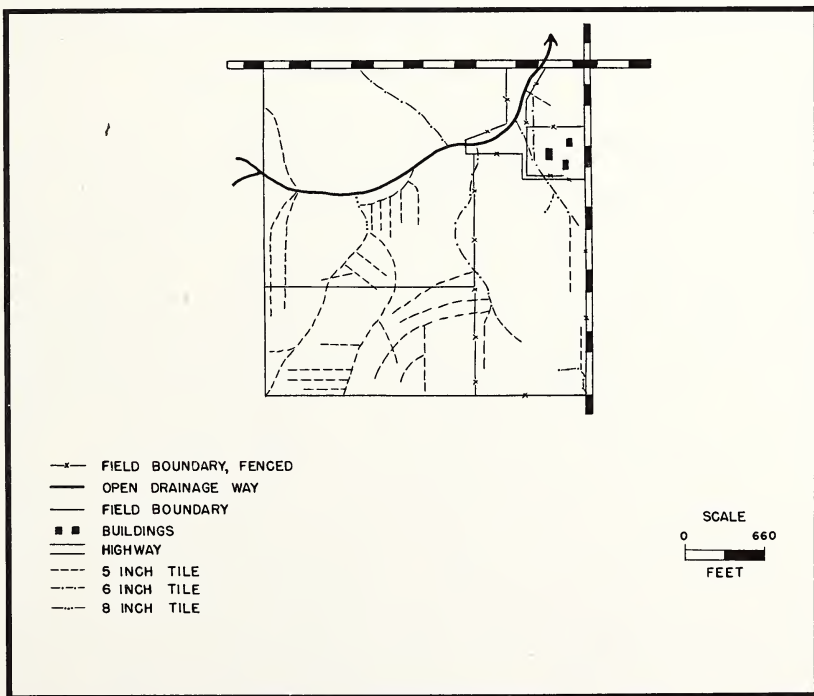 FIELD BOUNDARY, FENCED
OPEN DRAINAGE WAY
FIELD BOUNDARY
BUILDINGS
HIGHWAY
5 INCH TILE
6 INCH TILE
8 INCH TILE
SCALE
0 660
FEET